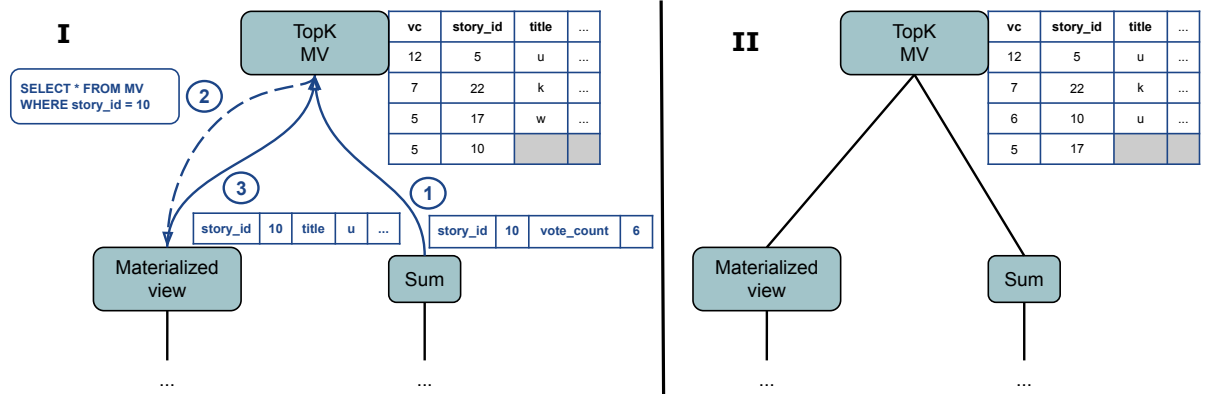 I
TopK
MV
vc story_id title ...
12 5 u ...
7 22 k ...
5 17 w ...
5 10
SELECT * FROM MV
WHERE story_id = 10
2
3
1
story_id 10 title u ...
story_id 10 vote_count 6
Materialized
view
Sum
...
...
II
TopK
MV
vc story_id title ...
12 5 u ...
7 22 k ...
6 10 u ...
5 17
Materialized
view
Sum
...
...